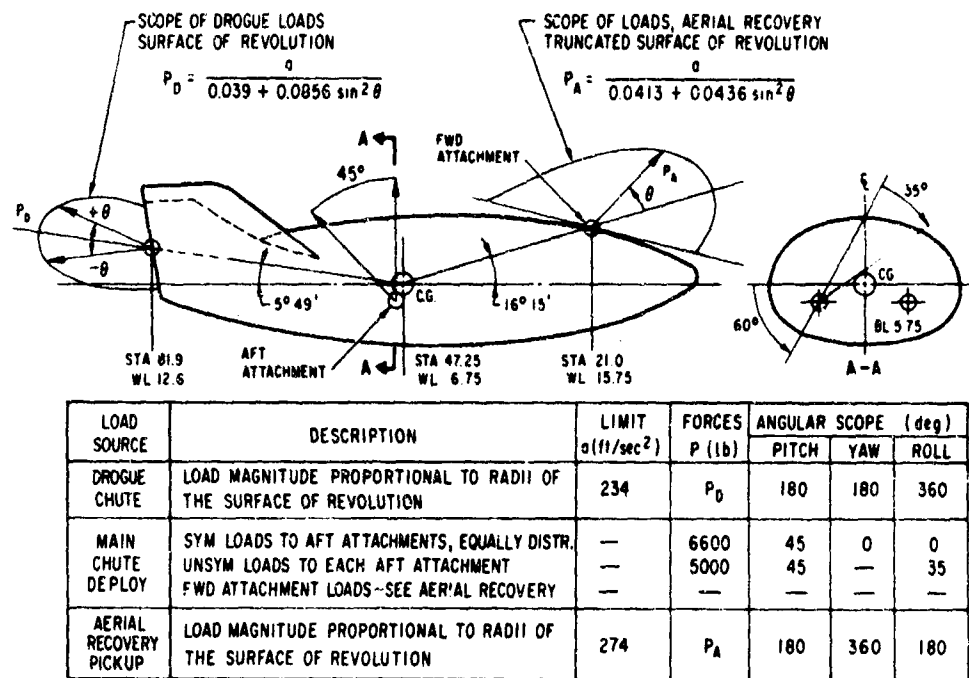 SCOPE OF DROGUE LOADS
SURFACE OF REVOLUTION
P_D = a / (0.039 + 0.0856 sin² θ)
SCOPE OF LOADS, AERIAL RECOVERY
TRUNCATED SURFACE OF REVOLUTION
P_A = a / (0.0413 + 00436 sin² θ)
A
45°
FWD
ATTACHMENT
P_A
θ
P_D
+θ
-θ
5° 49'
C.G.
16° 15'
AFT
ATTACHMENT
A
STA 81.9
WL 12.6
STA 47.25
WL 6.75
STA 21.0
WL 15.75
℄
35°
CG
60°
BL 5 75
A-A
LOAD SOURCE | DESCRIPTION | LIMIT a(ft/sec²) | FORCES P (lb) | ANGULAR SCOPE (deg)
PITCH | YAW | ROLL
DROGUE CHUTE | LOAD MAGNITUDE PROPORTIONAL TO RADII OF THE SURFACE OF REVOLUTION | 234 | P_D | 180 | 180 | 360
MAIN CHUTE DEPLOY | SYM LOADS TO AFT ATTACHMENTS, EQUALLY DISTR. | — | 6600 | 45 | 0 | 0
UNSYM LOADS TO EACH AFT ATTACHMENT | — | 5000 | 45 | — | 35
FWD ATTACHMENT LOADS~SEE AERIAL RECOVERY | — | — | — | — | —
AERIAL RECOVERY PICKUP | LOAD MAGNITUDE PROPORTIONAL TO RADII OF THE SURFACE OF REVOLUTION | 274 | P_A | 180 | 360 | 180